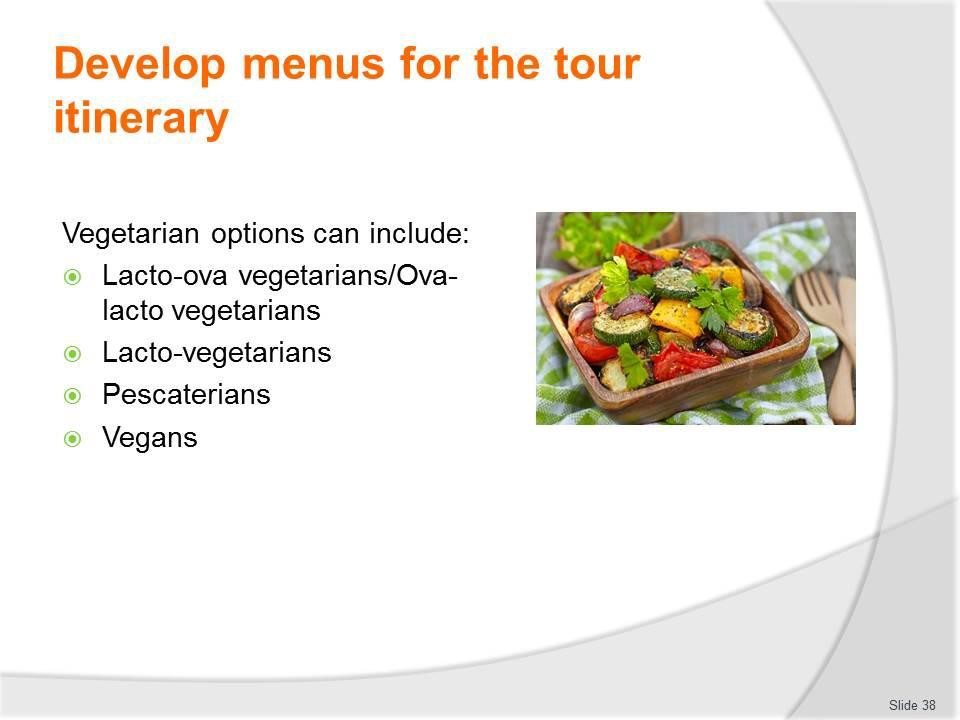 Develop menus for the tour
itinerary
Vegetarian options can include:
Lacto-ova vegetarians/Ova-
lacto vegetarians
Lacto-vegetarians
Pescaterians
Vegans
Slide 38